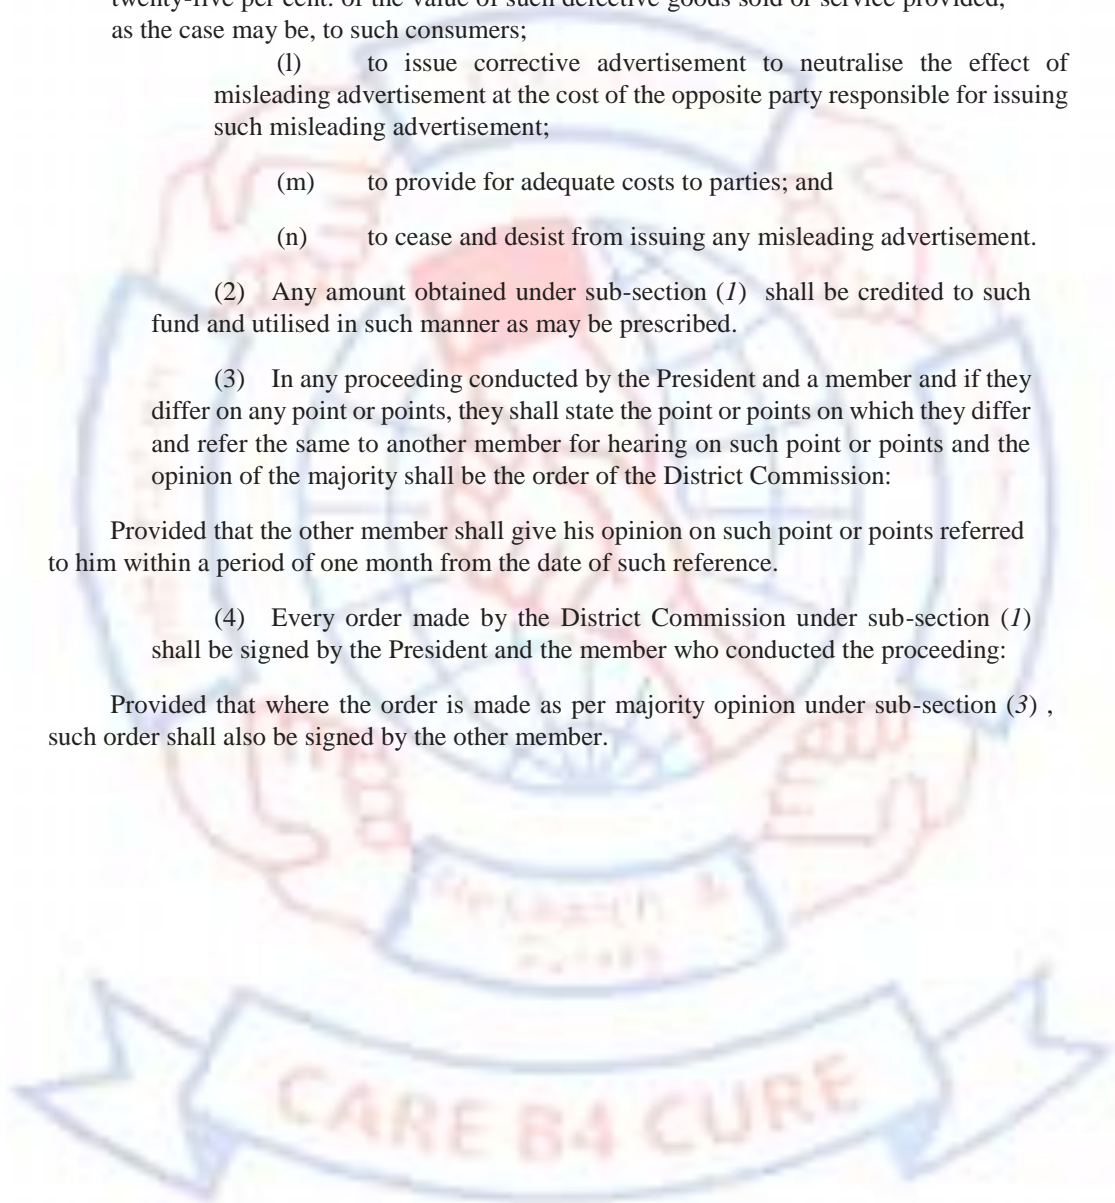 twenty-five per cent. of the value of such defective goods sold or service provided,
as the case may be, to such consumers;
(l) to issue corrective advertisement to neutralise the effect of
misleading advertisement at the cost of the opposite party responsible for issuing
such misleading advertisement;
(m) to provide for adequate costs to parties; and
(n) to cease and desist from issuing any misleading advertisement.
(2) Any amount obtained under sub-section (1) shall be credited to such
fund and utilised in such manner as may be prescribed.
(3) In any proceeding conducted by the President and a member and if they
differ on any point or points, they shall state the point or points on which they differ
and refer the same to another member for hearing on such point or points and the
opinion of the majority shall be the order of the District Commission:
Provided that the other member shall give his opinion on such point or points referred
to him within a period of one month from the date of such reference.
(4) Every order made by the District Commission under sub-section (1)
shall be signed by the President and the member who conducted the proceeding:
Provided that where the order is made as per majority opinion under sub-section (3) ,
such order shall also be signed by the other member.
Research &
CARE B4 CURE